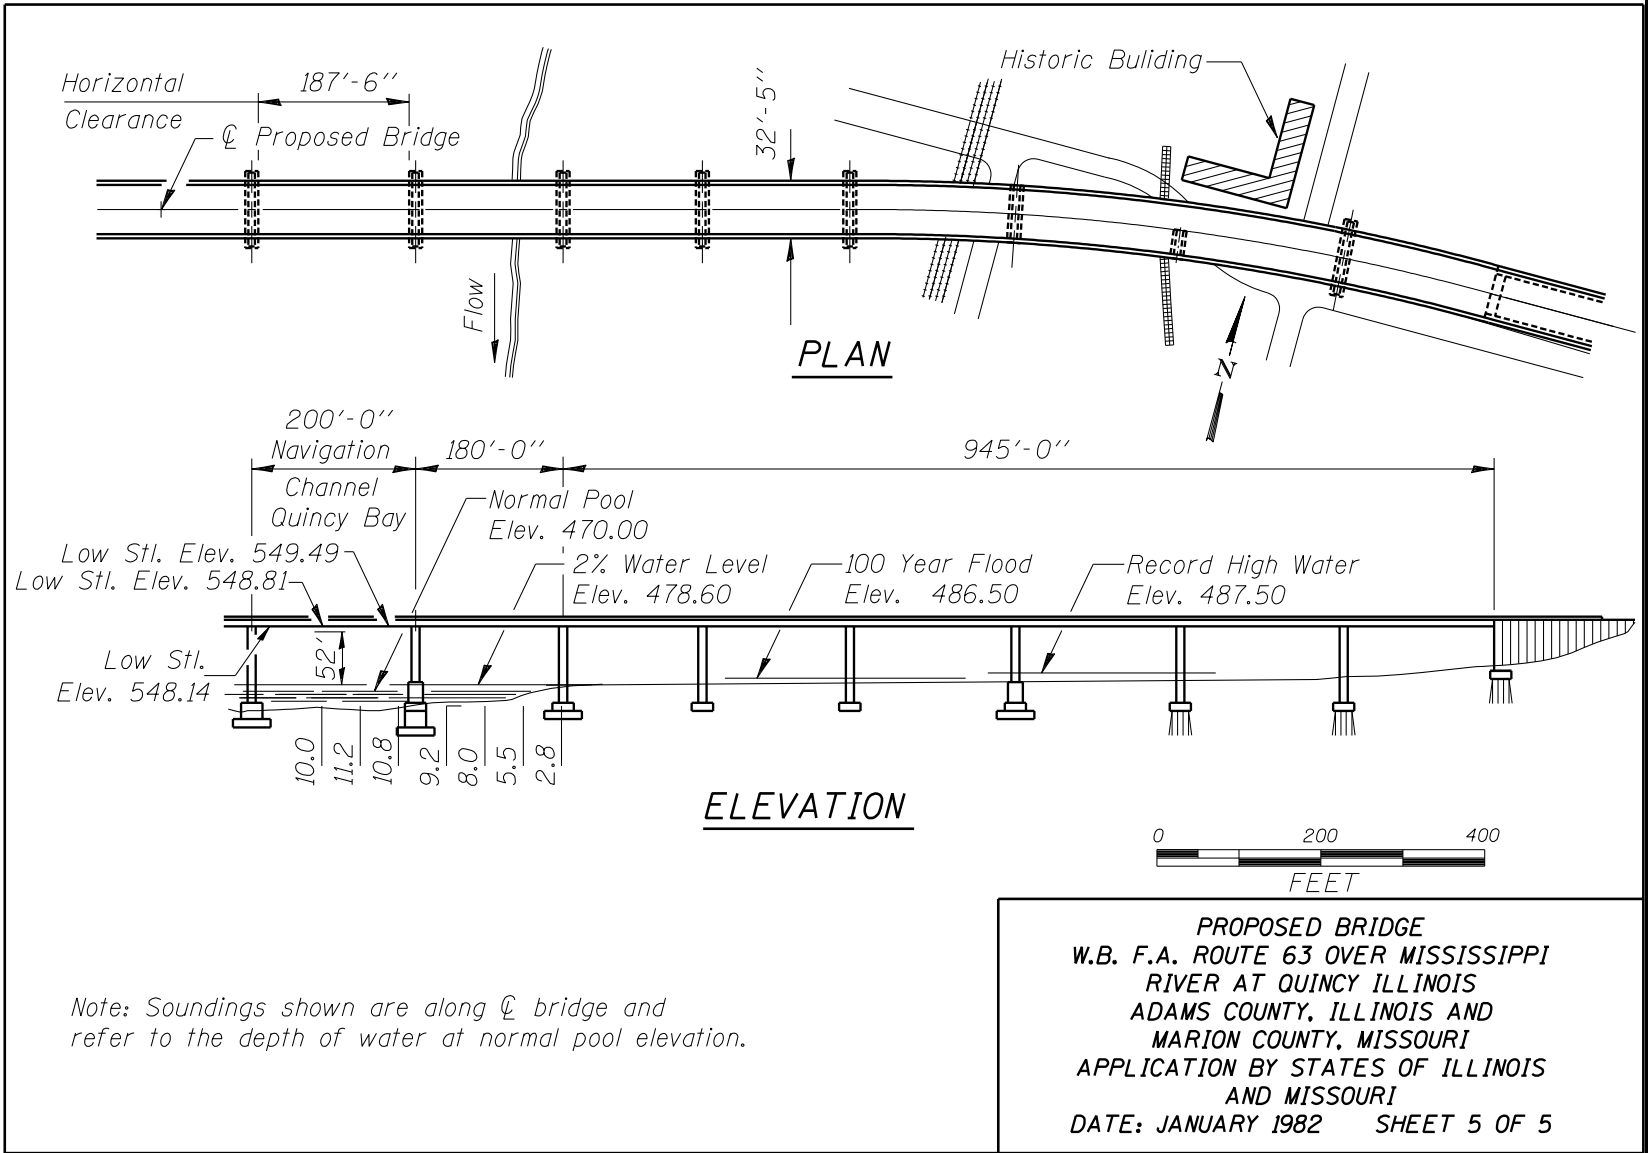 Historic Buliding
Horizontal
Clearance
187'-6''
℄ Proposed Bridge
32'-5''
Flow
PLAN
N
200'-0''
Navigation
Channel
Quincy Bay
180'-0''
945'-0''
Normal Pool
Elev. 470.00
Low Stl. Elev. 549.49
Low Stl. Elev. 548.81
2% Water Level
Elev. 478.60
100 Year Flood
Elev. 486.50
Record High Water
Elev. 487.50
Low Stl.
Elev. 548.14
52'
10.0
11.2
10.8
9.2
8.0
5.5
2.8
ELEVATION
0 200 400
FEET
Note: Soundings shown are along ℄ bridge and
refer to the depth of water at normal pool elevation.
PROPOSED BRIDGE
W.B. F.A. ROUTE 63 OVER MISSISSIPPI
RIVER AT QUINCY ILLINOIS
ADAMS COUNTY, ILLINOIS AND
MARION COUNTY, MISSOURI
APPLICATION BY STATES OF ILLINOIS
AND MISSOURI
DATE: JANUARY 1982 SHEET 5 OF 5